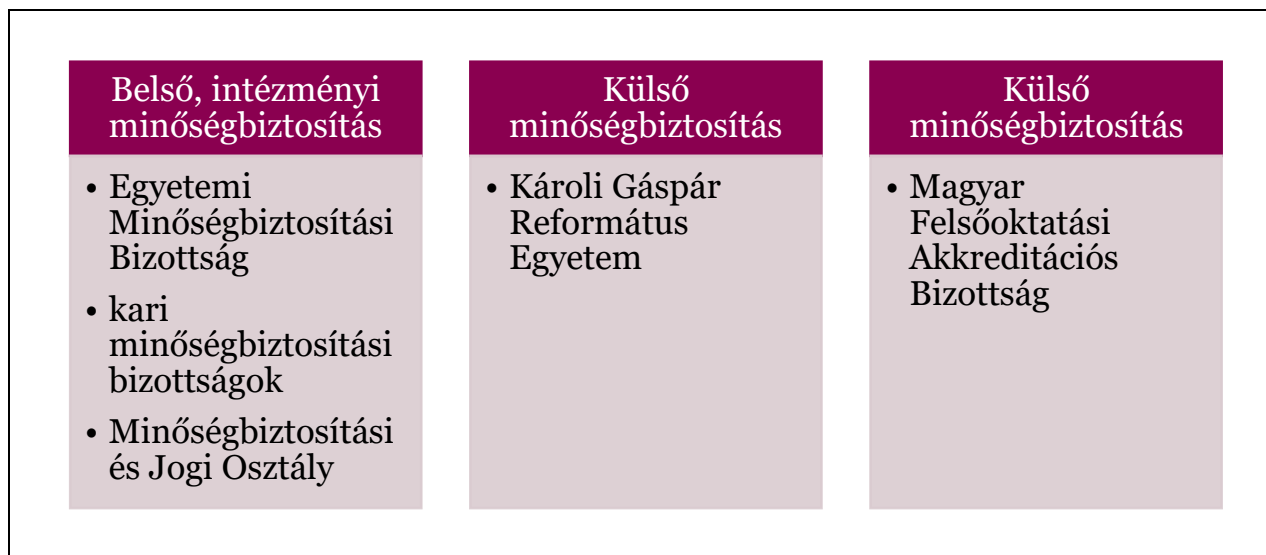 Belső, intézményi
minőségbiztosítás
• Egyetemi
Minőségbiztosítási
Bizottság
• kari
minőségbiztosítási
bizottságok
• Minőségbiztosítási
és Jogi Osztály
Külső
minőségbiztosítás
• Károli Gáspár
Református
Egyetem
Külső
minőségbiztosítás
• Magyar
Felsőoktatási
Akkreditációs
Bizottság